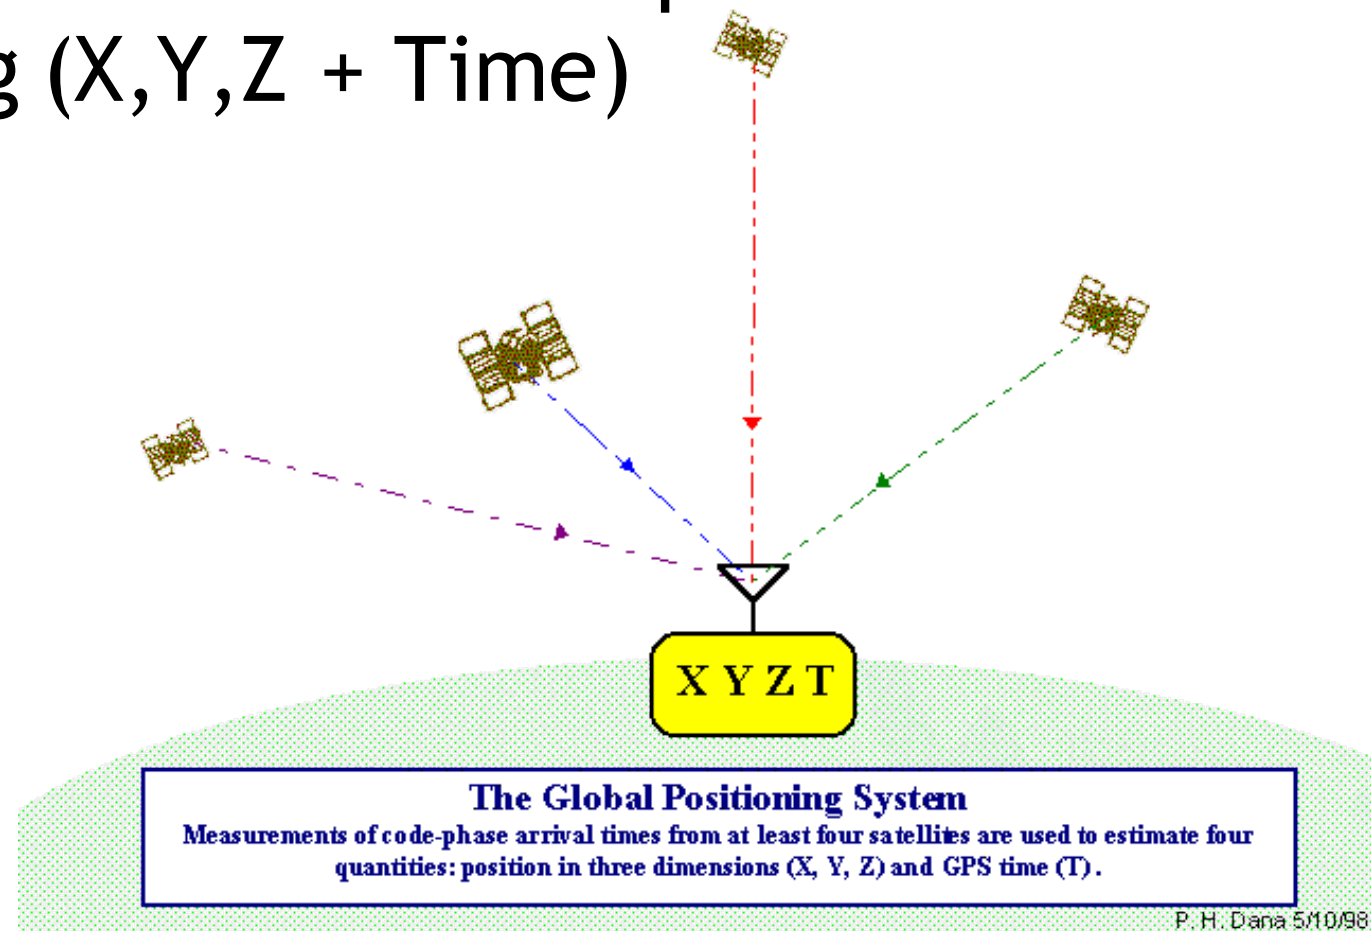 g (X,Y,Z + Time)
X Y Z T
The Global Positioning System
Measurements of code-phase arrival times from at least four satellites are used to estimate four
quantities: position in three dimensions (X, Y, Z) and GPS time (T).
P. H. Dana 5/10/98